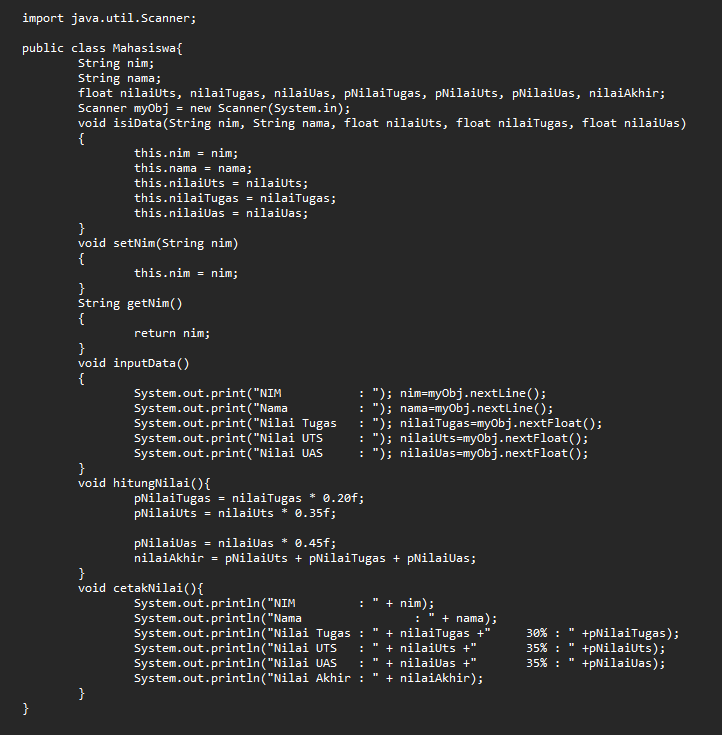 import java.util.Scanner;

public class Mahasiswa{
        String nim;
        String nama;
        float nilaiUts, nilaiTugas, nilaiUas, pNilaiTugas, pNilaiUts, pNilaiUas, nilaiAkhir;
        Scanner myObj = new Scanner(System.in);
        void isiData(String nim, String nama, float nilaiUts, float nilaiTugas, float nilaiUas)
        {
                this.nim = nim;
                this.nama = nama;
                this.nilaiUts = nilaiUts;
                this.nilaiTugas = nilaiTugas;
                this.nilaiUas = nilaiUas;
        }
        void setNim(String nim)
        {
                this.nim = nim;
        }
        String getNim()
        {
                return nim;
        }
        void inputData()
        {
                System.out.print("NIM           : "); nim=myObj.nextLine();
                System.out.print("Nama          : "); nama=myObj.nextLine();
                System.out.print("Nilai Tugas   : "); nilaiTugas=myObj.nextFloat();
                System.out.print("Nilai UTS     : "); nilaiUts=myObj.nextFloat();
                System.out.print("Nilai UAS     : "); nilaiUas=myObj.nextFloat();
        }
        void hitungNilai(){
                pNilaiTugas = nilaiTugas * 0.20f;
                pNilaiUts = nilaiUts * 0.35f;

                pNilaiUas = nilaiUas * 0.45f;
                nilaiAkhir = pNilaiUts + pNilaiTugas + pNilaiUas;
        }
        void cetakNilai(){
                System.out.println("NIM         : " + nim);
                System.out.println("Nama                : " + nama);
                System.out.println("Nilai Tugas : " + nilaiTugas +"     30% : " +pNilaiTugas);
                System.out.println("Nilai UTS   : " + nilaiUts +"       35% : " +pNilaiUts);
                System.out.println("Nilai UAS   : " + nilaiUas +"       35% : " +pNilaiUas);
                System.out.println("Nilai Akhir : " + nilaiAkhir);
        }
}